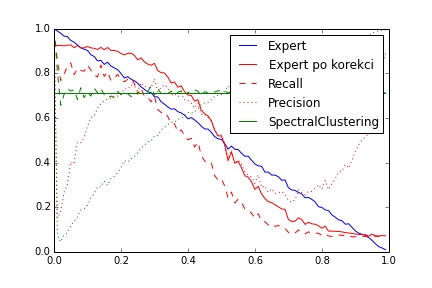 1.0
0.8
0.6
0.4
0.2
0.0
0.0 0.2 0.4 0.6 0.8 1.0
Expert
Expert po korekci
Recall
Precision
SpectralClustering